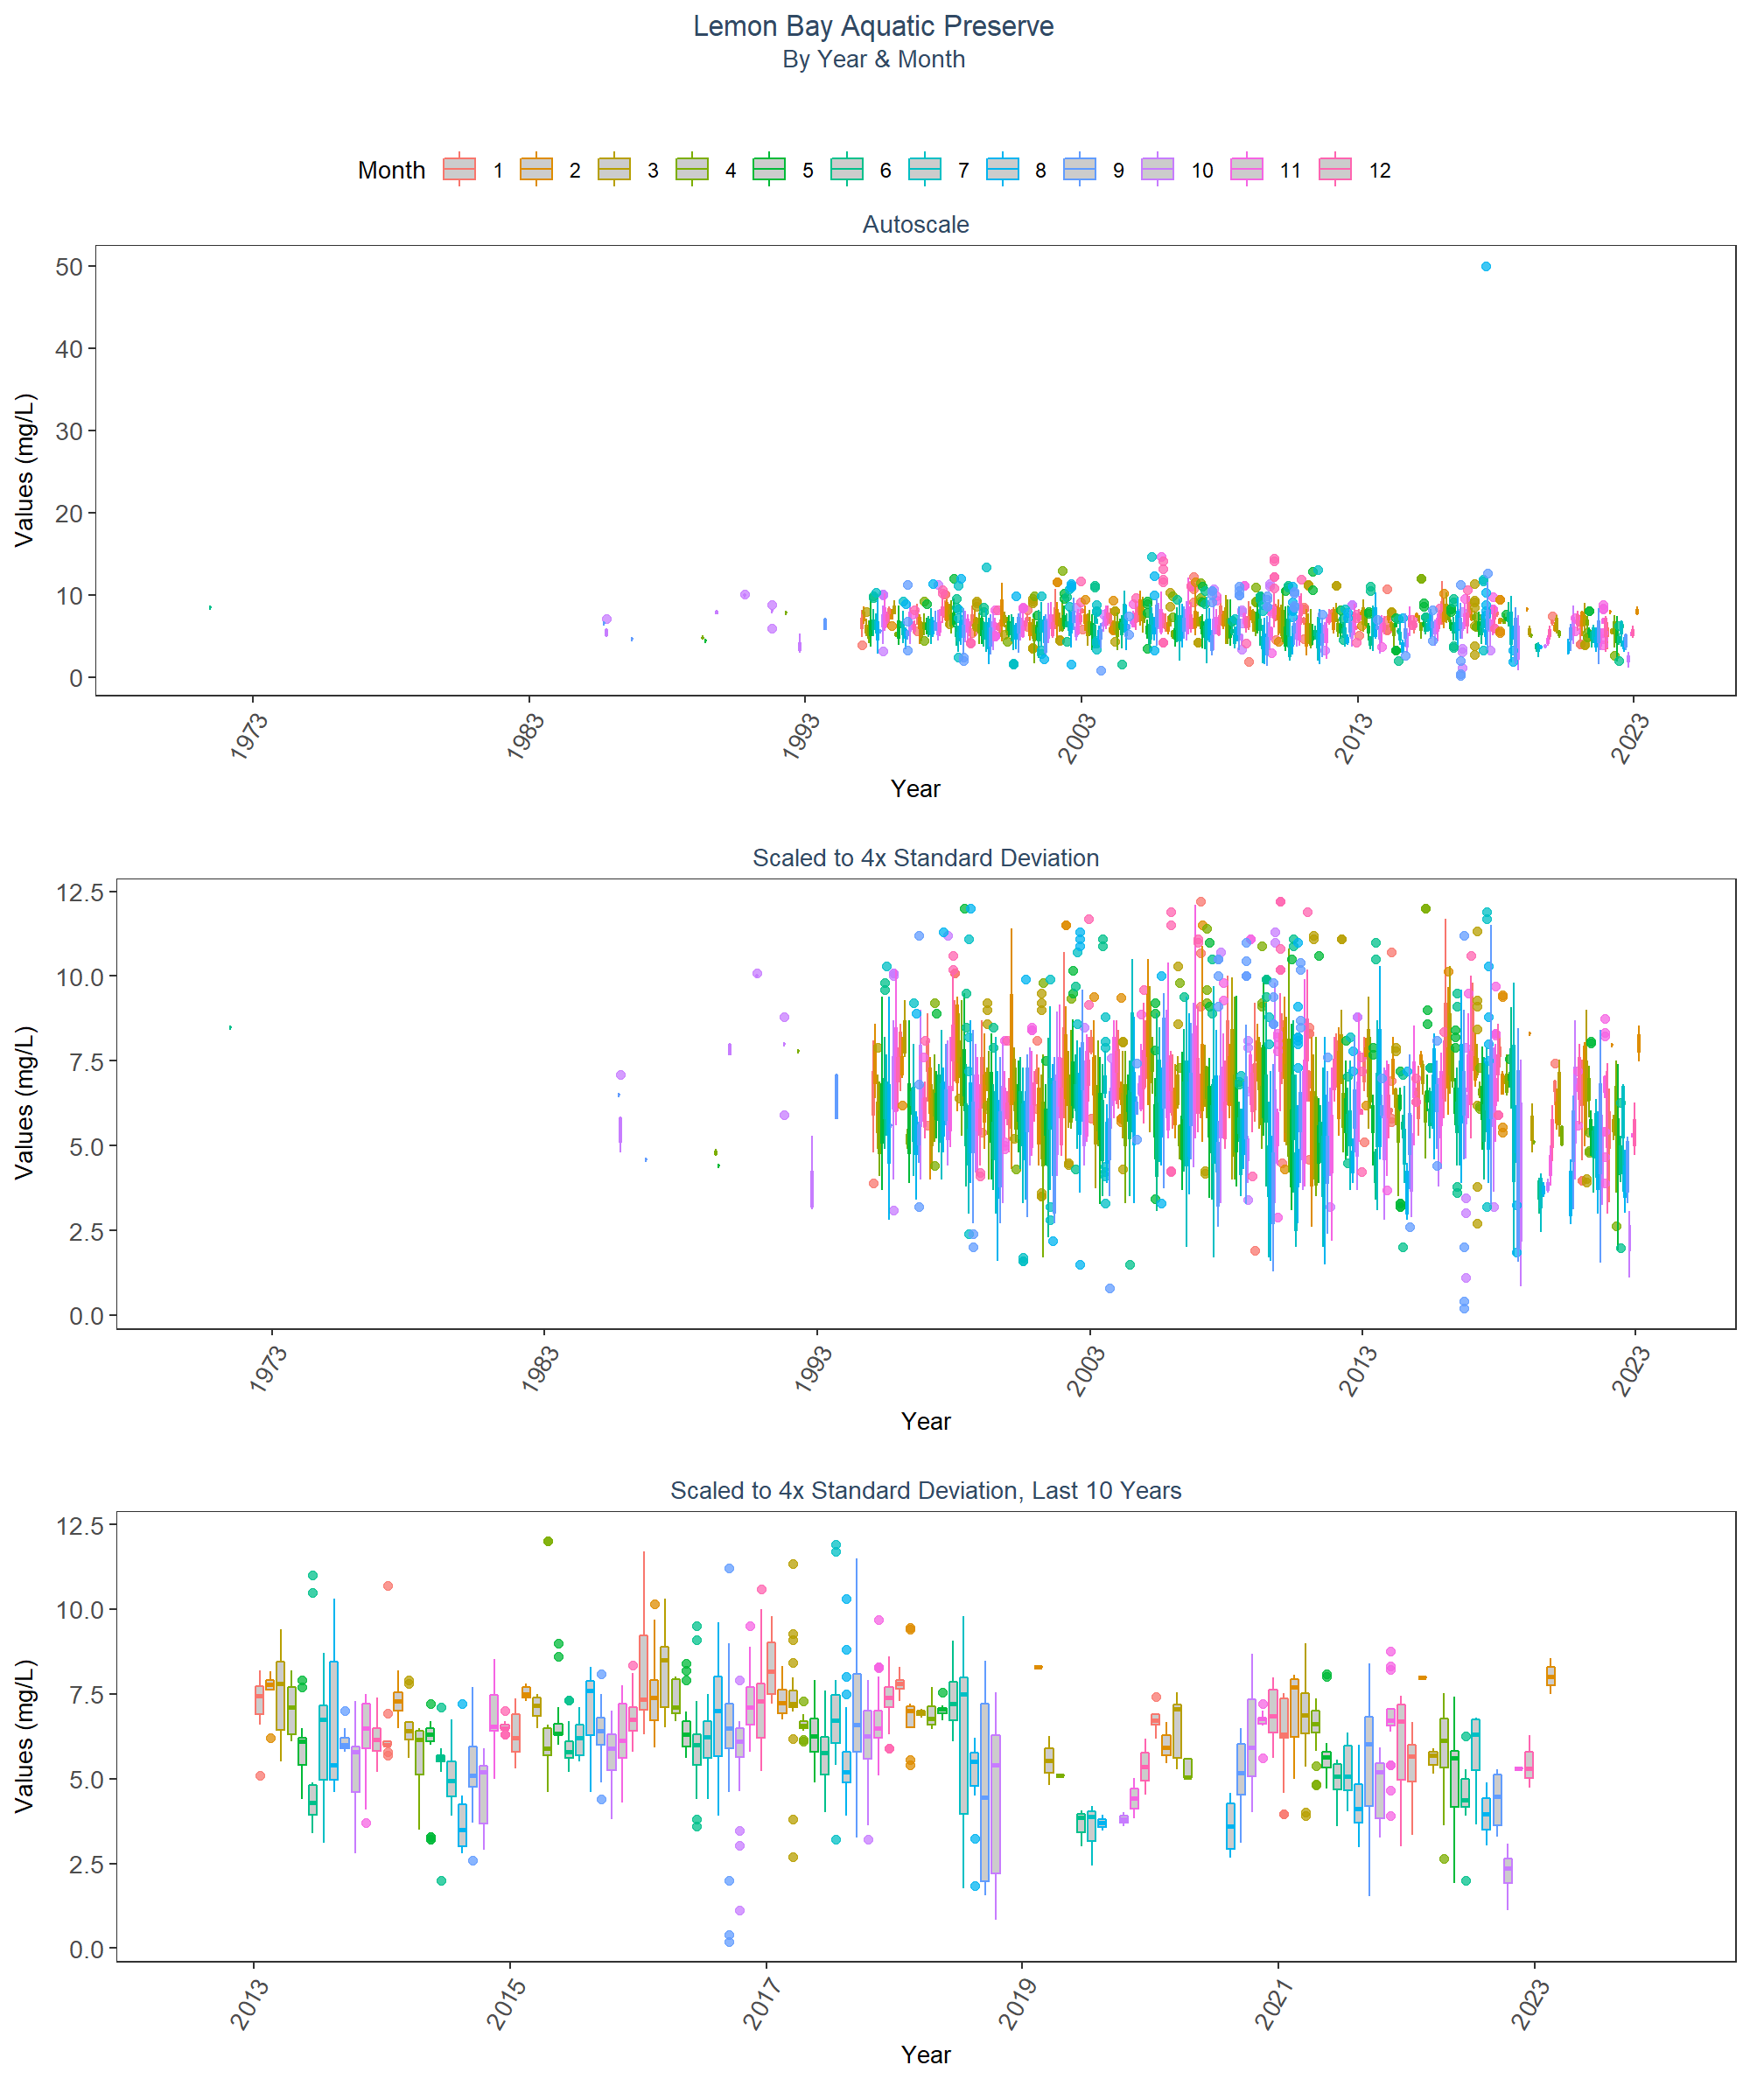 Lemon Bay Aquatic Preserve
By Year & Month
Month 1 2 3 4 5 6 7 8 9 10 11 12
Autoscale
50
40
30
20
10
0
Values (mg/L)
1973 1983 1993 2003 2013 2023
Year
Scaled to 4x Standard Deviation
12.5
10.0
7.5
5.0
2.5
0.0
Values (mg/L)
1973 1983 1993 2003 2013 2023
Year
Scaled to 4x Standard Deviation, Last 10 Years
12.5
10.0
7.5
5.0
2.5
0.0
Values (mg/L)
2013 2015 2017 2019 2021 2023
Year